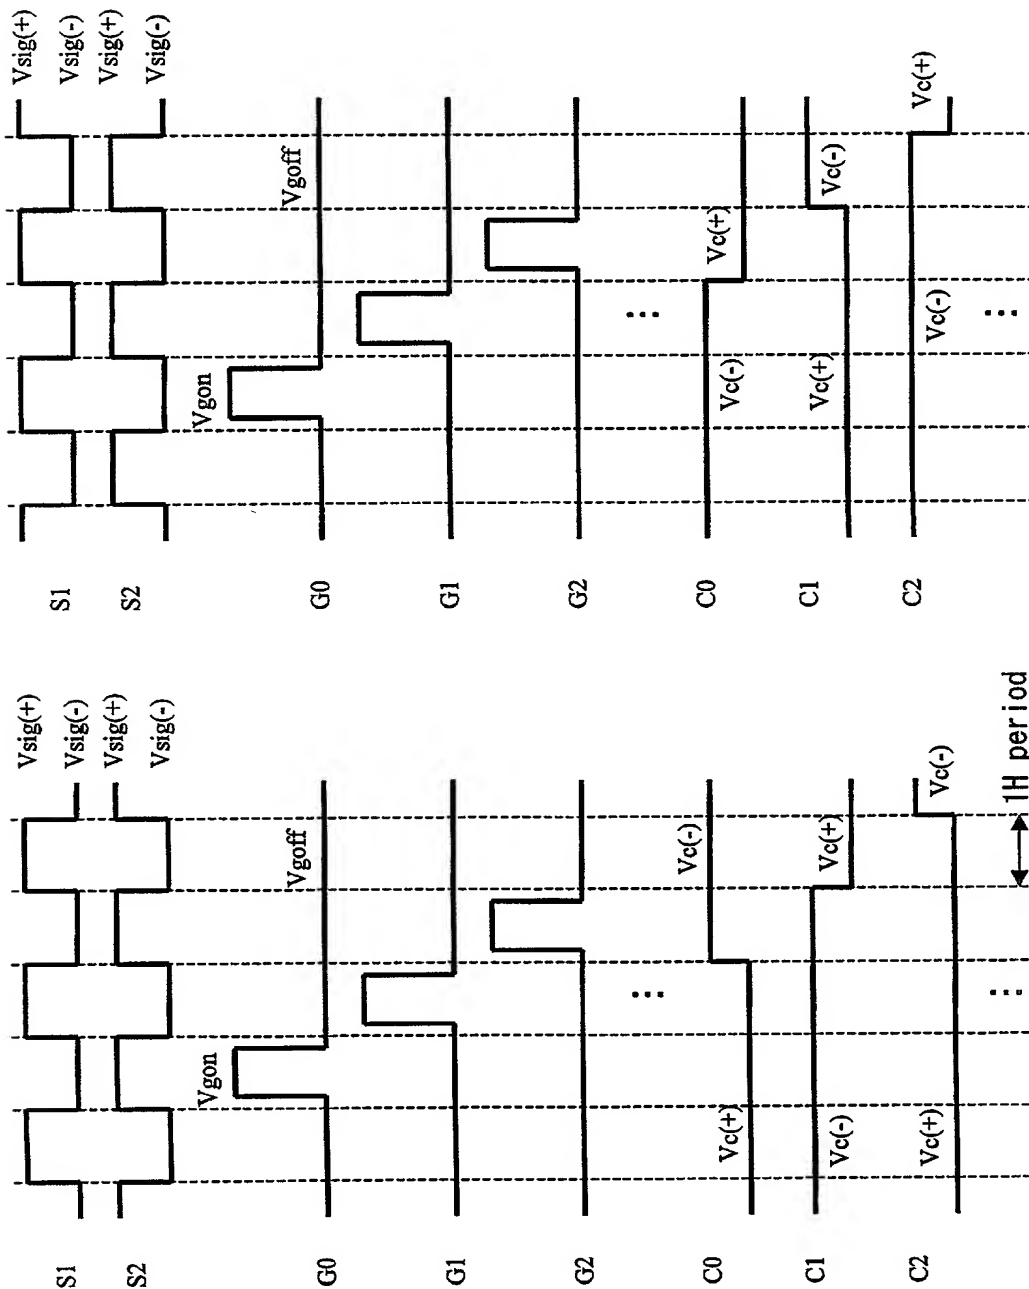 Vsig(+)
S1
Vsig(-)
Vsig(+)
S2
Vsig(-)
Vgon
Vgoff
G0
G1
G2
...
C0
Vc(+)
Vc(-)
C1
Vc(-)
Vc(+)
C2
Vc(+)
Vc(-)
...
1H period
Vsig(+)
S1
Vsig(-)
Vsig(+)
S2
Vsig(-)
Vgon
Vgoff
G0
G1
G2
...
C0
Vc(-)
Vc(+)
C1
Vc(+)
Vc(-)
C2
Vc(-)
Vc(+)
...